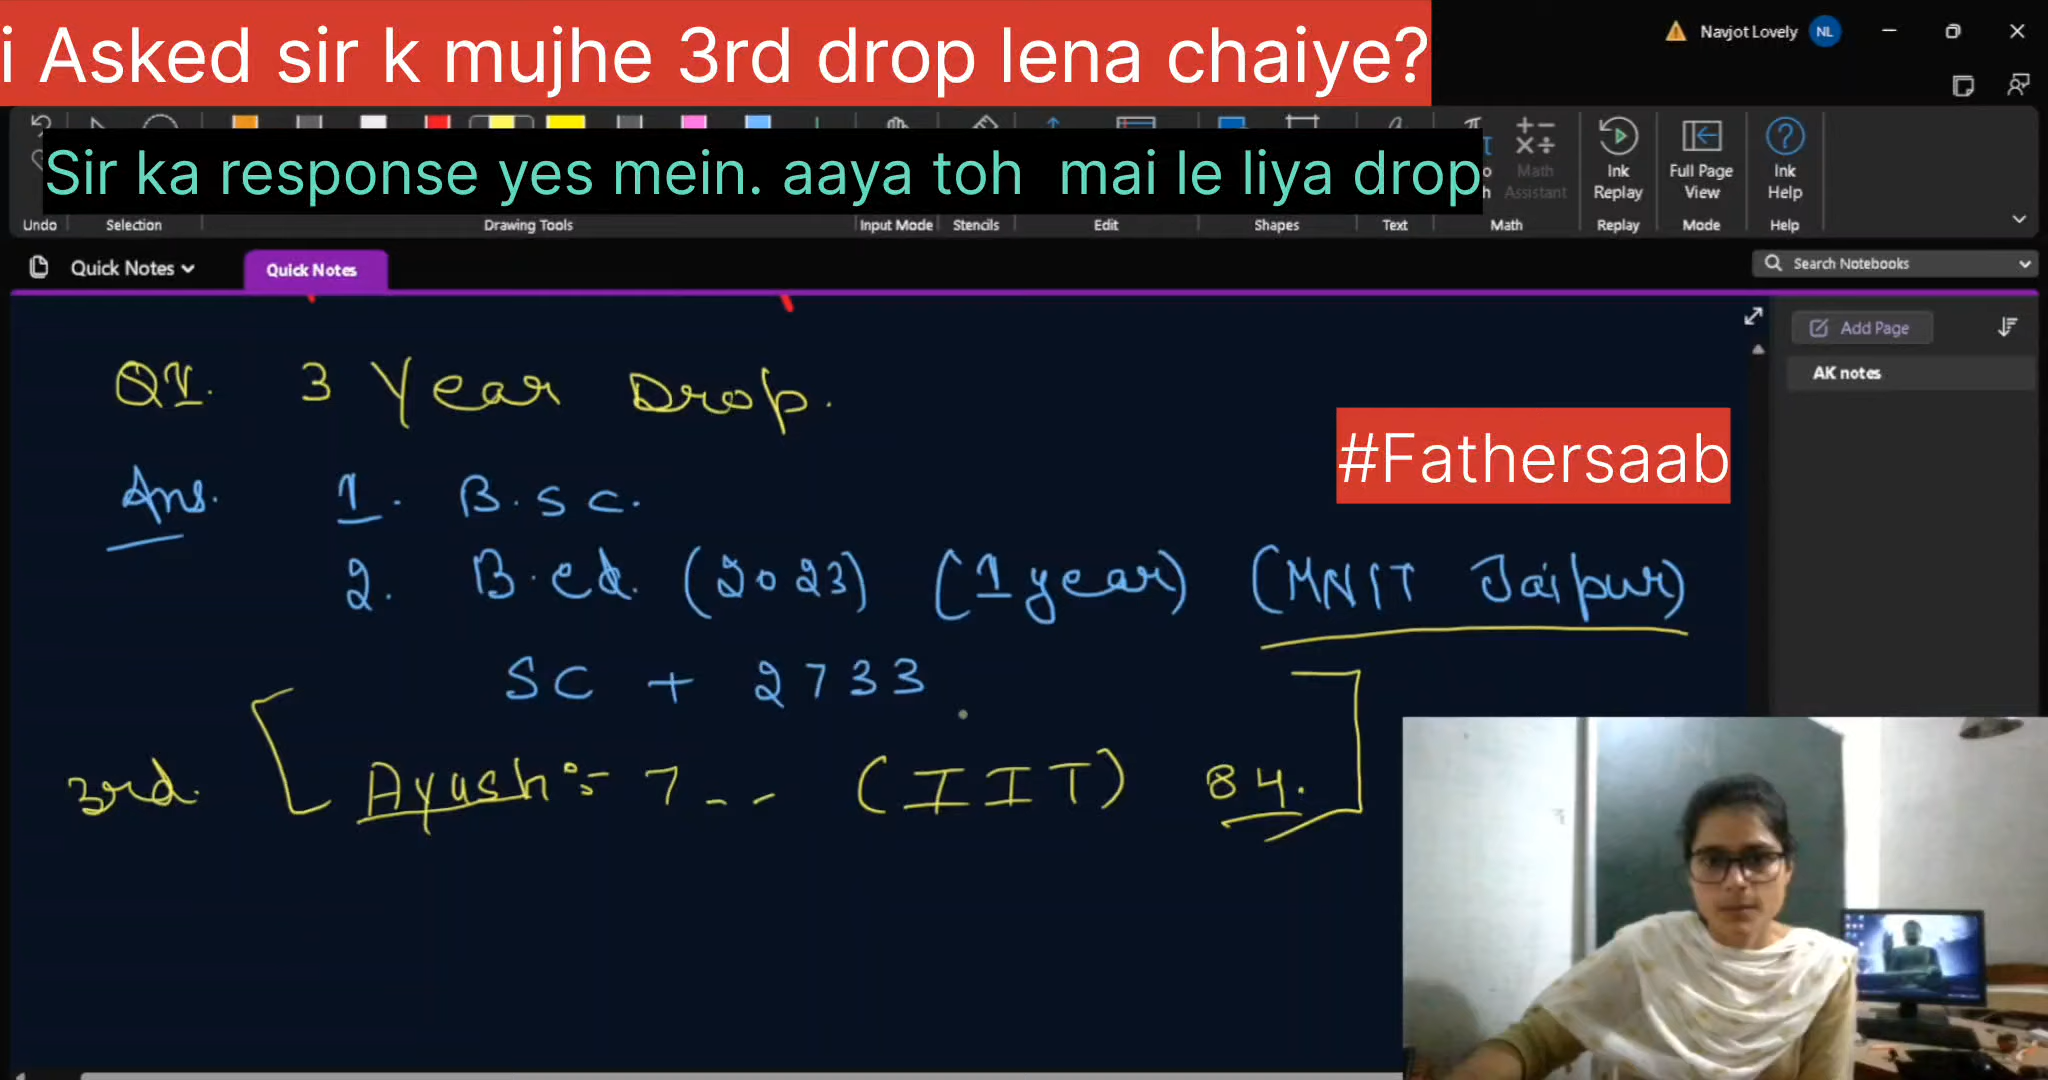 i Asked sir k mujhe 3rd drop lena chaiye?
Navjot Lovely NL
Sir ka response yes mein. aaya toh mai le liya drop
Math Assistant
Ink Replay
Full Page View
Ink Help
Undo Selection Drawing Tools Input Mode Stencils Edit Shapes Text Math Replay Mode Help
Quick Notes Quick Notes Search Notebooks
Add Page
AK notes
Q1. 3 Year Drop.
#Fathersaab
Ans. 1. B.sc.
2. B.ed. (2023) (1 year) (MNIT Jaipur)
SC + 2733
3rd. [ Ayush :- 7 - - (IIT) 84. ]